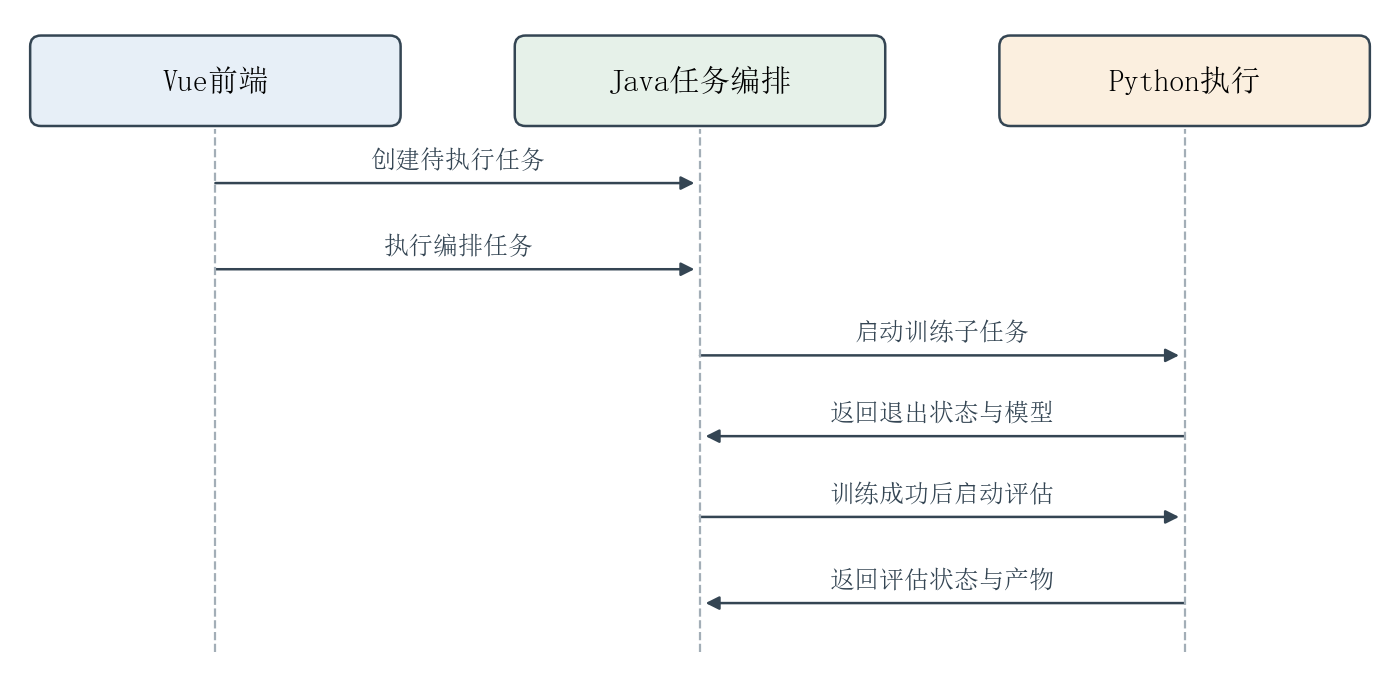 Vue前端
Java任务编排
Python执行
创建待执行任务
执行编排任务
启动训练子任务
返回退出状态与模型
训练成功后启动评估
返回评估状态与产物